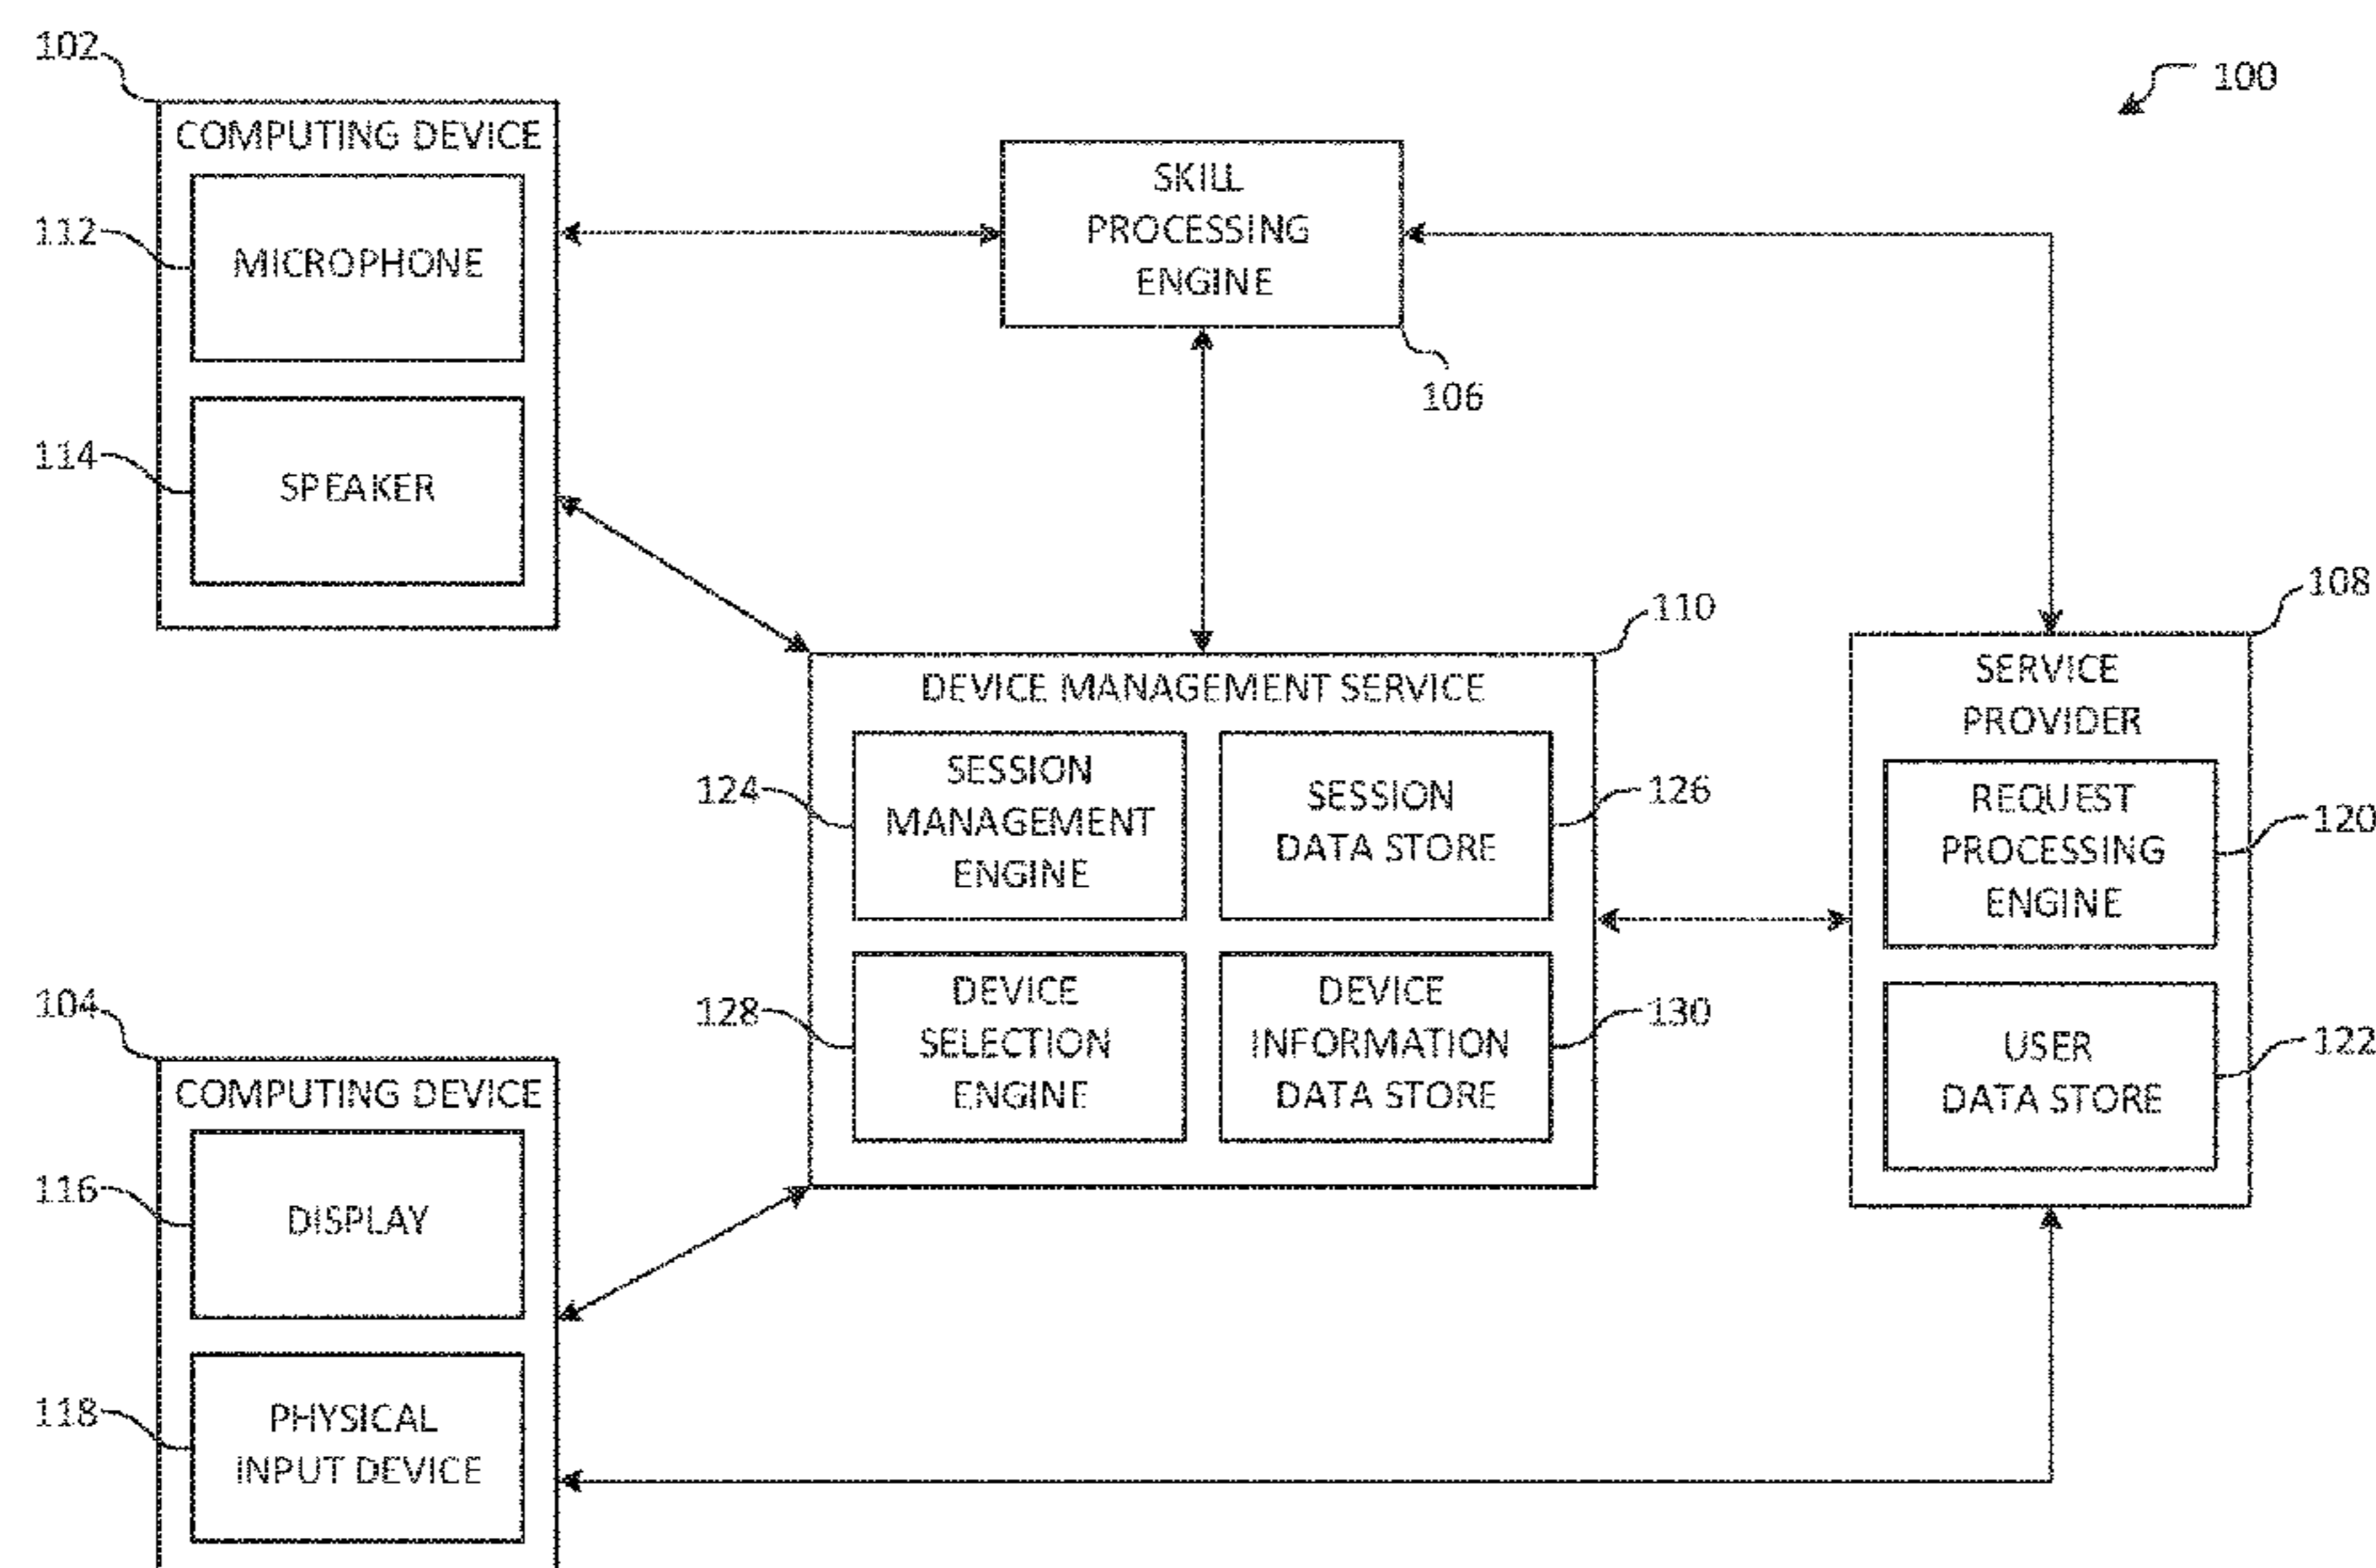 102
100
COMPUTING DEVICE
112
MICROPHONE
114
SPEAKER
SKILL
PROCESSING
ENGINE
106
110
DEVICE MANAGEMENT SERVICE
124
SESSION
MANAGEMENT
ENGINE
SESSION
DATA STORE
126
128
DEVICE
SELECTION
ENGINE
DEVICE
INFORMATION
DATA STORE
130
108
SERVICE
PROVIDER
REQUEST
PROCESSING
ENGINE
120
USER
DATA STORE
122
104
COMPUTING DEVICE
116
DISPLAY
118
PHYSICAL
INPUT DEVICE